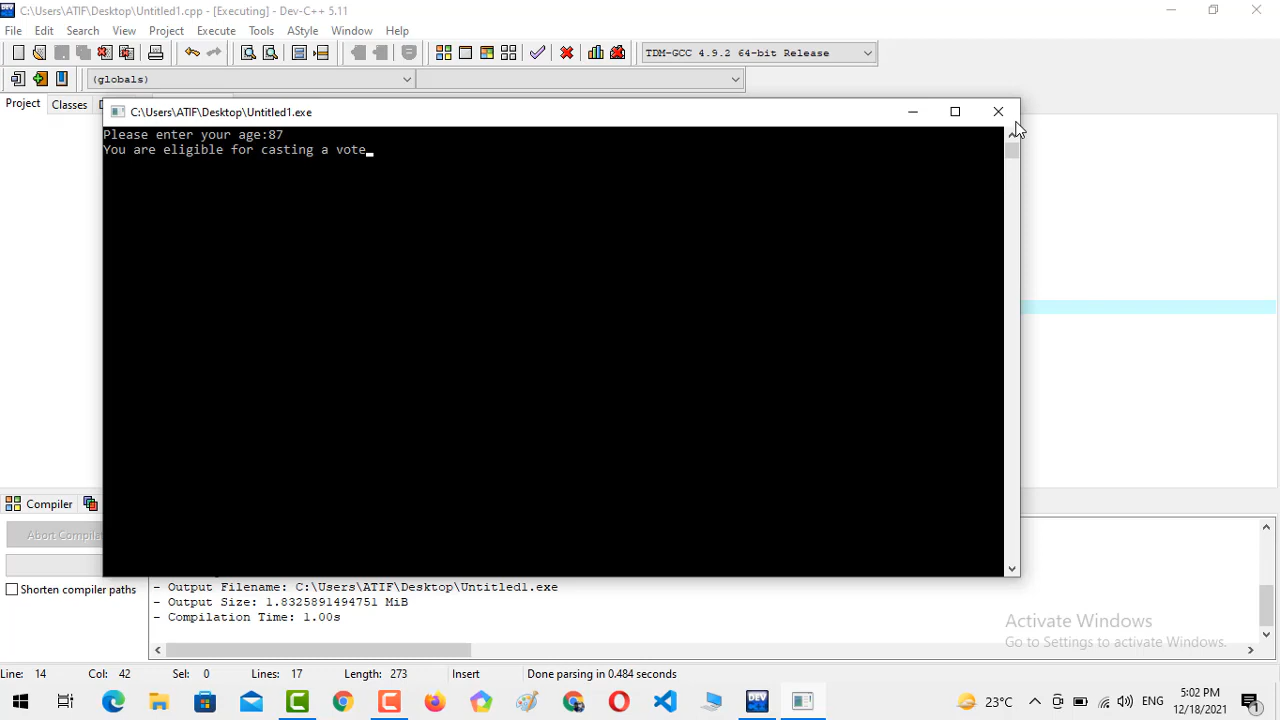 C:\Users\ATIF\Desktop\Untitled1.cpp - [Executing] - Dev-C++ 5.11
File Edit Search View Project Execute Tools AStyle Window Help
TDM-GCC 4.9.2 64-bit Release
(globals)
Project Classes
C:\Users\ATIF\Desktop\Untitled1.exe
Please enter your age:87
You are eligible for casting a vote
Compiler
Shorten compiler paths
- Output Filename: C:\Users\ATIF\Desktop\Untitled1.exe
- Output Size: 1.8325891494751 MiB
- Compilation Time: 1.00s
Activate Windows
Go to Settings to activate Windows.
Line: 14 Col: 42 Sel: 0 Lines: 17 Length: 273 Insert Done parsing in 0.484 seconds
23°C ENG 5:02 PM
12/18/2021